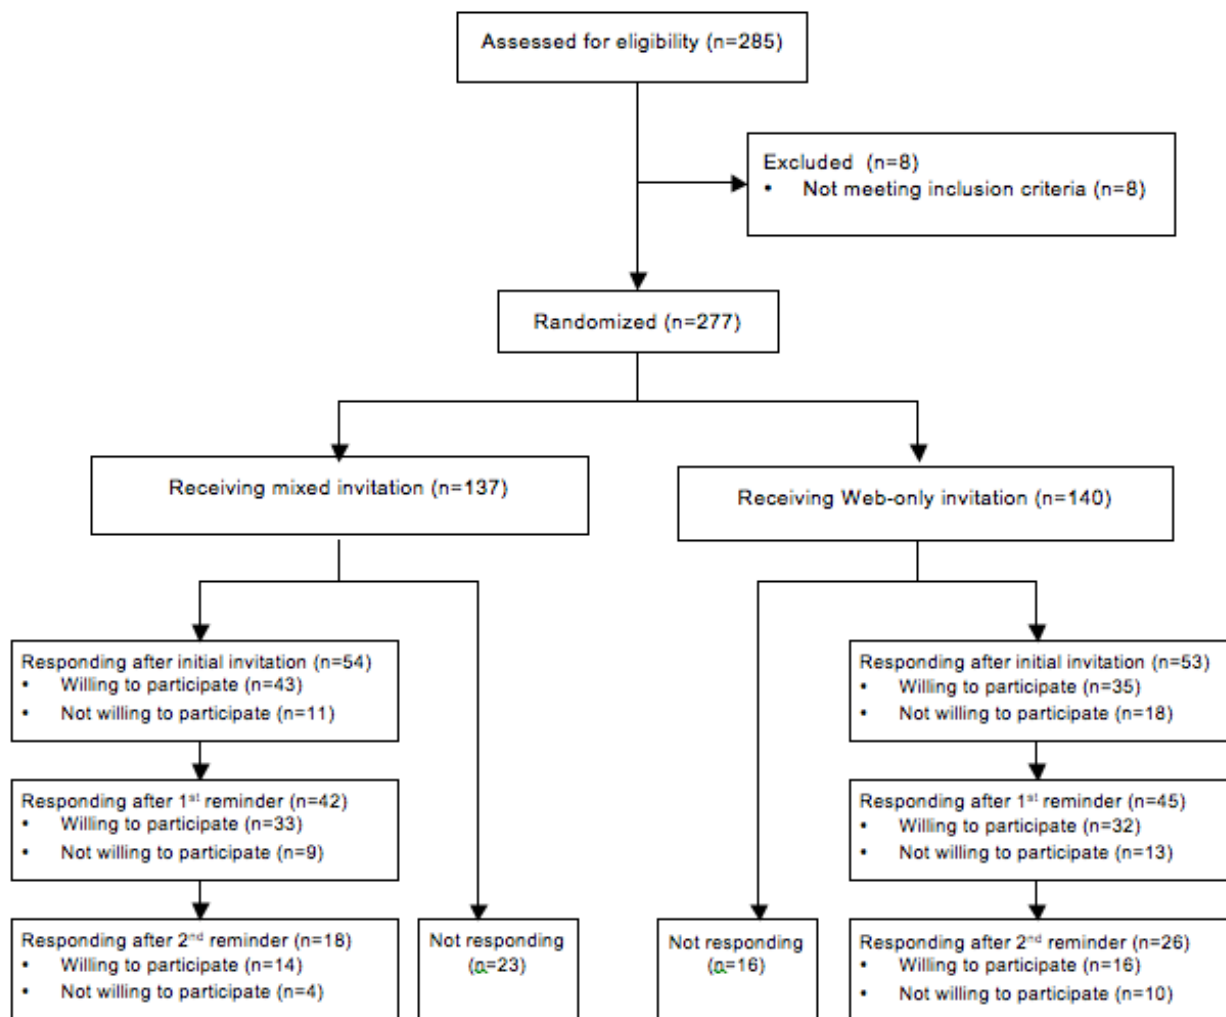 Assessed for eligibility (n=285)
Excluded (n=8)
• Not meeting inclusion criteria (n=8)
Randomized (n=277)
Receiving mixed invitation (n=137)
Receiving Web-only invitation (n=140)
Responding after initial invitation (n=54)
• Willing to participate (n=43)
• Not willing to participate (n=11)
Responding after 1st reminder (n=42)
• Willing to participate (n=33)
• Not willing to participate (n=9)
Responding after 2nd reminder (n=18)
• Willing to participate (n=14)
• Not willing to participate (n=4)
Not responding
(n=23)
Not responding
(n=16)
Responding after initial invitation (n=53)
• Willing to participate (n=35)
• Not willing to participate (n=18)
Responding after 1st reminder (n=45)
• Willing to participate (n=32)
• Not willing to participate (n=13)
Responding after 2nd reminder (n=26)
• Willing to participate (n=16)
• Not willing to participate (n=10)